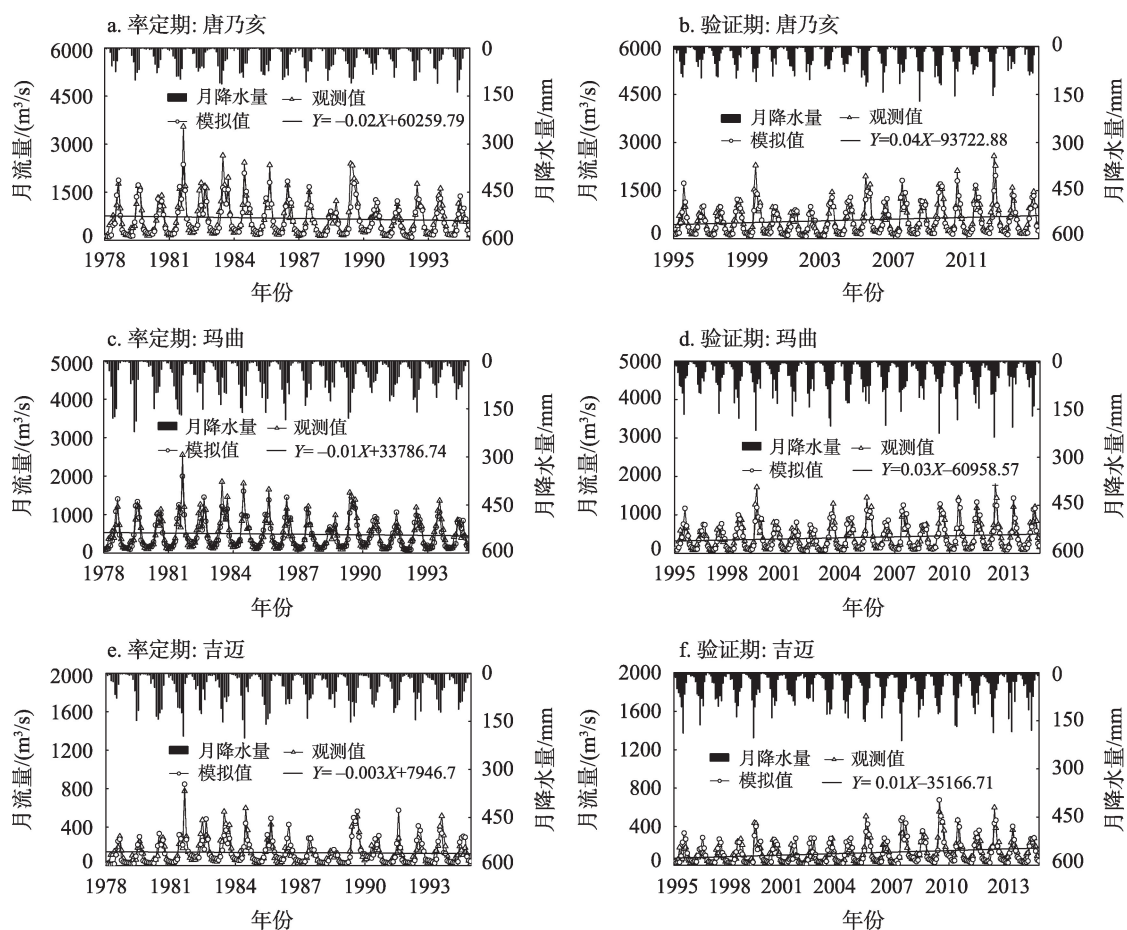 a. 率定期: 唐乃亥
6000
4500
3000
1500
0
月流量/(m³/s)
0
150
300
450
600
月降水量/mm
月降水量
观测值
模拟值
Y= –0.02X+60259.79
1978 1981 1984 1987 1990 1993
年份
b. 验证期: 唐乃亥
6000
4500
3000
1500
0
月流量/(m³/s)
0
150
300
450
600
月降水量/mm
月降水量
观测值
模拟值
Y=0.04X–93722.88
1995 1999 2003 2007 2011
年份
c. 率定期: 玛曲
5000
4000
3000
2000
1000
0
月流量/(m³/s)
0
150
300
450
600
月降水量/mm
月降水量
观测值
模拟值
Y= –0.01X+33786.74
1978 1981 1984 1987 1990 1993
年份
d. 验证期: 玛曲
5000
4000
3000
2000
1000
0
月流量/(m³/s)
0
150
300
450
600
月降水量/mm
月降水量
观测值
模拟值
Y=0.03X–60958.57
1995 1998 2001 2004 2007 2010 2013
年份
e. 率定期: 吉迈
2000
1600
1200
800
400
0
月流量/(m³/s)
0
150
300
450
600
月降水量/mm
月降水量
观测值
模拟值
Y= –0.003X+7946.7
1978 1981 1984 1987 1990 1993
年份
f. 验证期: 吉迈
2000
1600
1200
800
400
0
月流量/(m³/s)
0
150
300
450
600
月降水量/mm
月降水量
观测值
模拟值
Y= 0.01X–35166.71
1995 1998 2001 2004 2007 2010 2013
年份